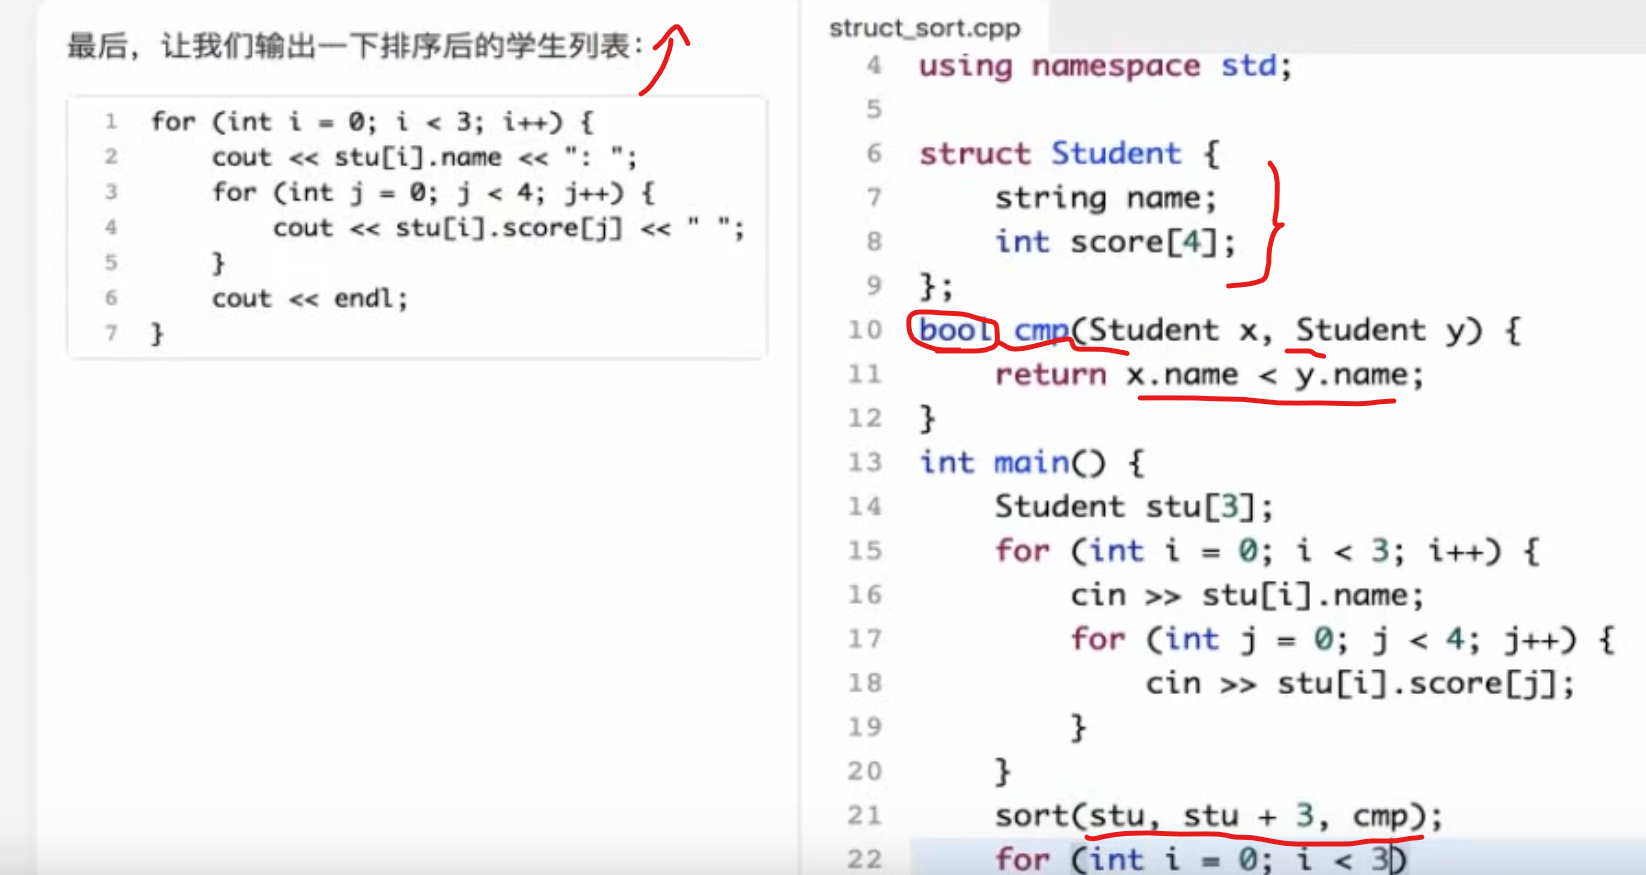 最后，让我们输出一下排序后的学生列表：
1 for (int i = 0; i < 3; i++) {
2 cout << stu[i].name << ": ";
3 for (int j = 0; j < 4; j++) {
4 cout << stu[i].score[j] << " ";
5 }
6 cout << endl;
7 }
struct_sort.cpp
4 using namespace std;
5
6 struct Student {
7 string name;
8 int score[4];
9 };
10 bool cmp(Student x, Student y) {
11 return x.name < y.name;
12 }
13 int main() {
14 Student stu[3];
15 for (int i = 0; i < 3; i++) {
16 cin >> stu[i].name;
17 for (int j = 0; j < 4; j++) {
18 cin >> stu[i].score[j];
19 }
20 }
21 sort(stu, stu + 3, cmp);
22 for (int i = 0; i < 3)